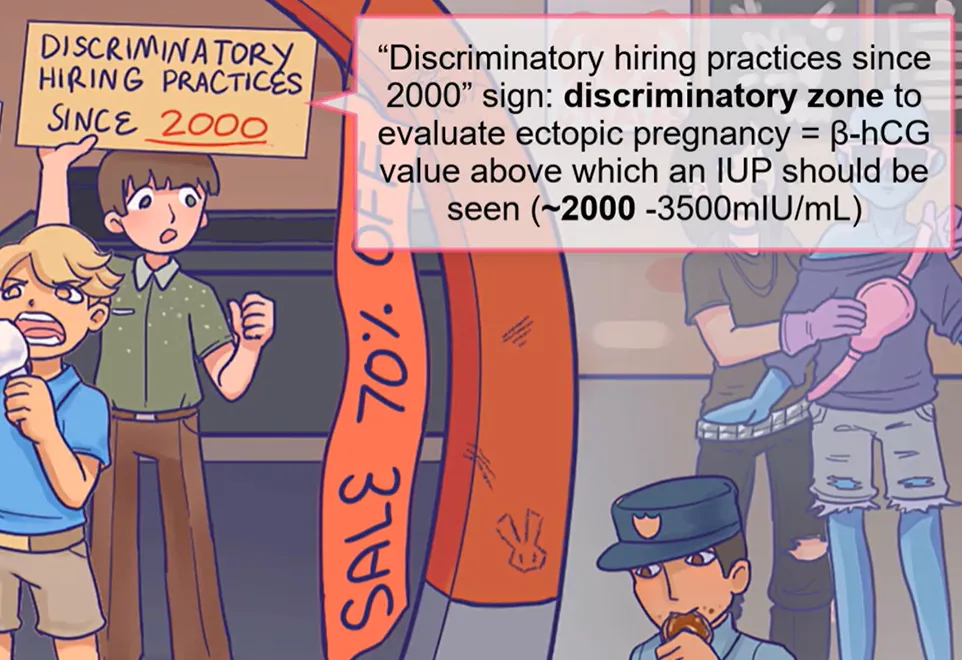 DISCRIMINATORY
HIRING PRACTICES
SINCE 2000
“Discriminatory hiring practices since
2000” sign: discriminatory zone to
evaluate ectopic pregnancy = β-hCG
value above which an IUP should be
seen (~2000 -3500mIU/mL)
SALE 70% OFF